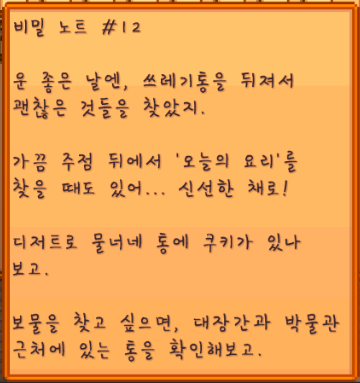 비밀 노트 #12
운 좋은 날엔, 쓰레기통을 뒤져서
괜찮은 것들을 찾았지.
가끔 주점 뒤에서 '오늘의 요리'를
찾을 때도 있어... 신선한 채로!
디저트로 물너네 통에 쿠키가 있나
보고.
보물을 찾고 싶으면, 대장간과 박물관
근처에 있는 통을 확인해보고.